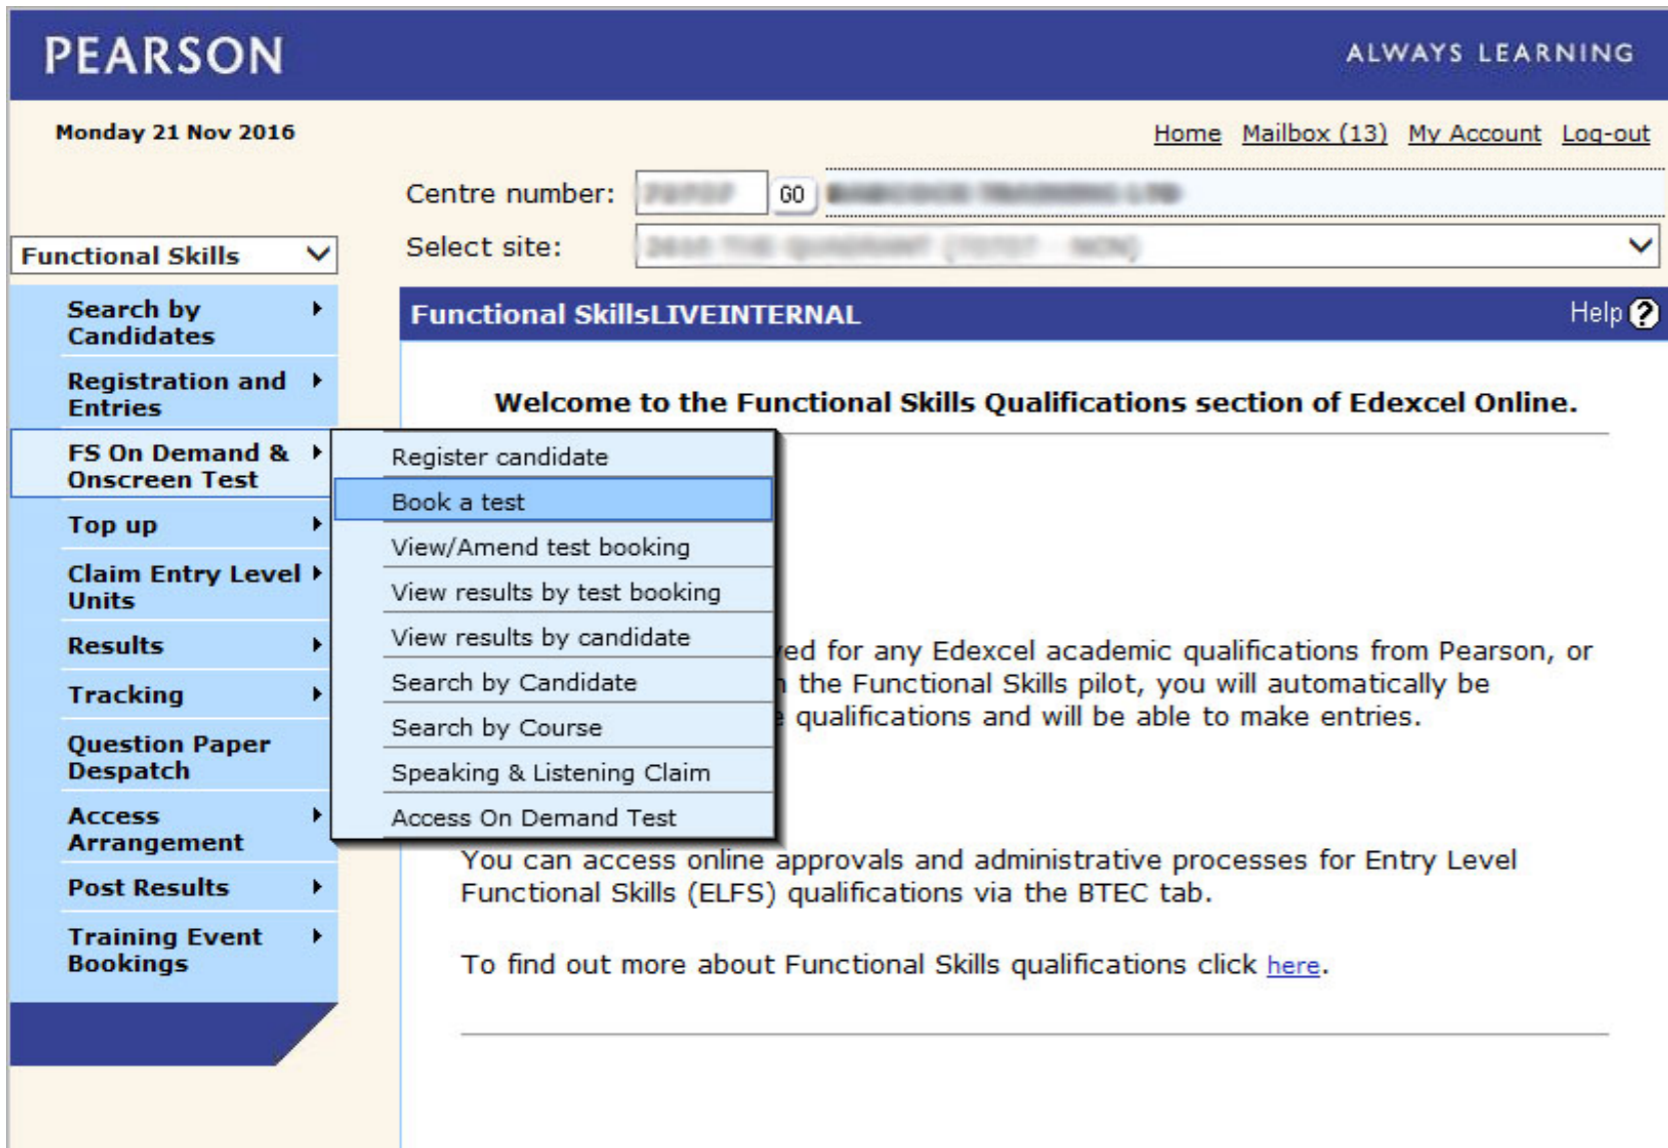 PEARSON
ALWAYS LEARNING
Monday 21 Nov 2016
Home Mailbox (13) My Account Log-out
Centre number:
GO
Select site:
Functional Skills
Search by
Candidates
Registration and
Entries
FS On Demand &
Onscreen Test
Top up
Claim Entry Level
Units
Results
Tracking
Question Paper
Despatch
Access
Arrangement
Post Results
Training Event
Bookings
Register candidate
Book a test
View/Amend test booking
View results by test booking
View results by candidate
Search by Candidate
Search by Course
Speaking & Listening Claim
Access On Demand Test
Functional SkillsLIVEINTERNAL
Help ?
Welcome to the Functional Skills Qualifications section of Edexcel Online.
for any Edexcel academic qualifications from Pearson, or
the Functional Skills pilot, you will automatically be
qualifications and will be able to make entries.
You can access online approvals and administrative processes for Entry Level
Functional Skills (ELFS) qualifications via the BTEC tab.
To find out more about Functional Skills qualifications click here.